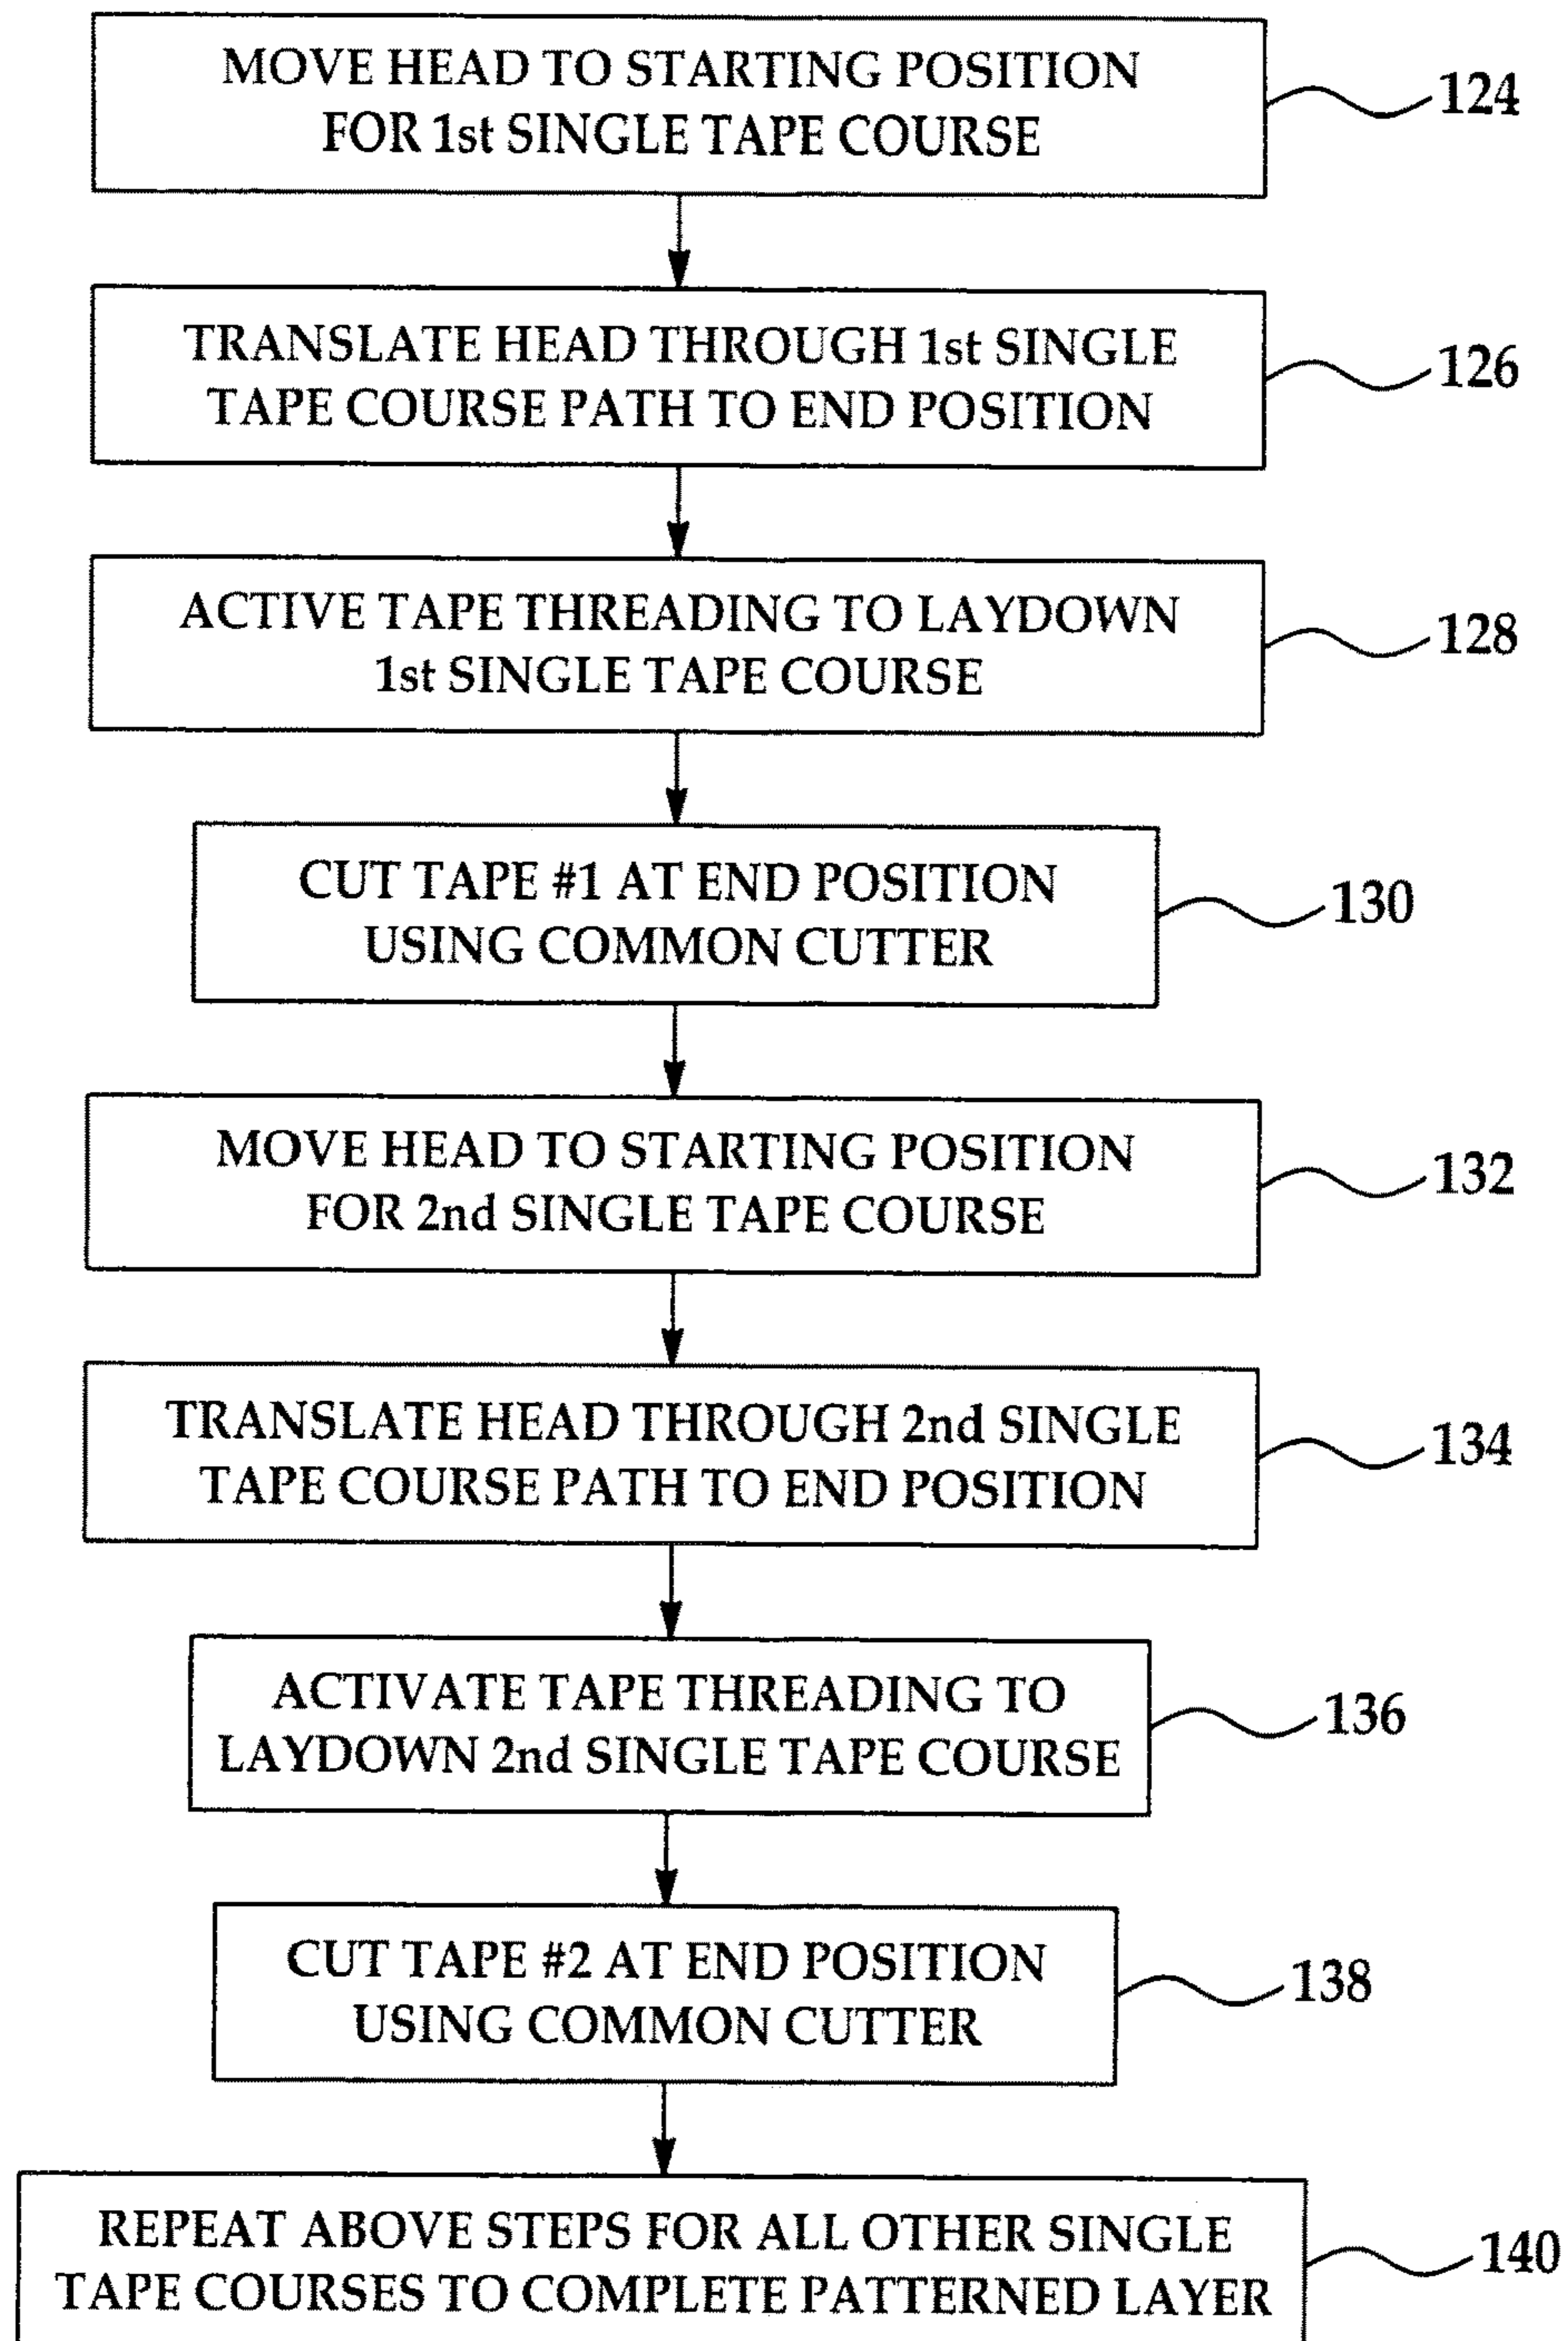 MOVE HEAD TO STARTING POSITION
FOR 1st SINGLE TAPE COURSE
124
TRANSLATE HEAD THROUGH 1st SINGLE
TAPE COURSE PATH TO END POSITION
126
ACTIVE TAPE THREADING TO LAYDOWN
1st SINGLE TAPE COURSE
128
CUT TAPE #1 AT END POSITION
USING COMMON CUTTER
130
MOVE HEAD TO STARTING POSITION
FOR 2nd SINGLE TAPE COURSE
132
TRANSLATE HEAD THROUGH 2nd SINGLE
TAPE COURSE PATH TO END POSITION
134
ACTIVATE TAPE THREADING TO
LAYDOWN 2nd SINGLE TAPE COURSE
136
CUT TAPE #2 AT END POSITION
USING COMMON CUTTER
138
REPEAT ABOVE STEPS FOR ALL OTHER SINGLE
TAPE COURSES TO COMPLETE PATTERNED LAYER
140